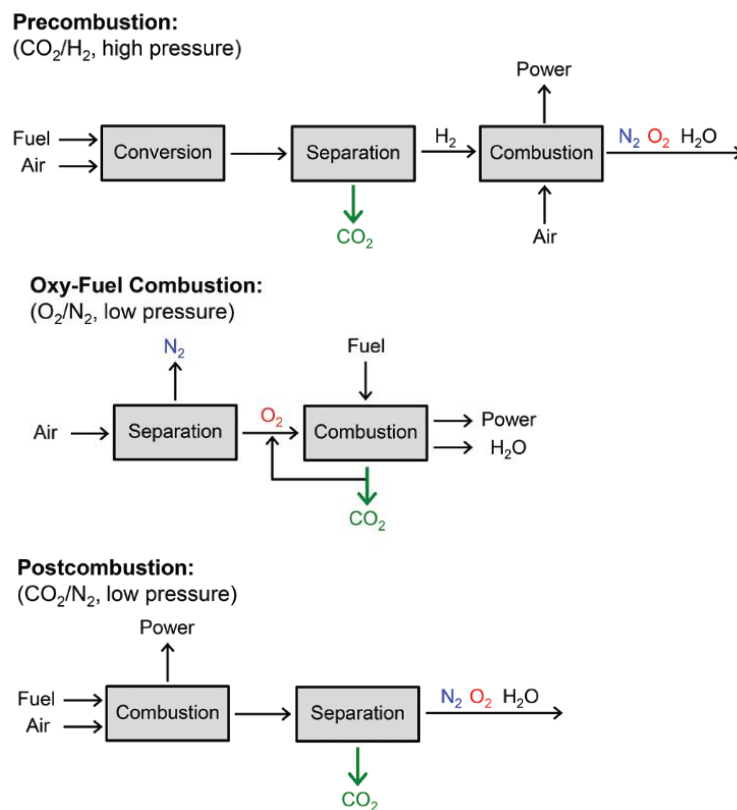 Precombustion:
(CO₂/H₂, high pressure)
Power
Fuel
Air
Conversion
Separation
H₂
Combustion
N₂ O₂ H₂O
CO₂
Air
Oxy-Fuel Combustion:
(O₂/N₂, low pressure)
N₂
Fuel
Air
Separation
O₂
Combustion
Power
H₂O
CO₂
Postcombustion:
(CO₂/N₂, low pressure)
Power
Fuel
Air
Combustion
Separation
N₂ O₂ H₂O
CO₂